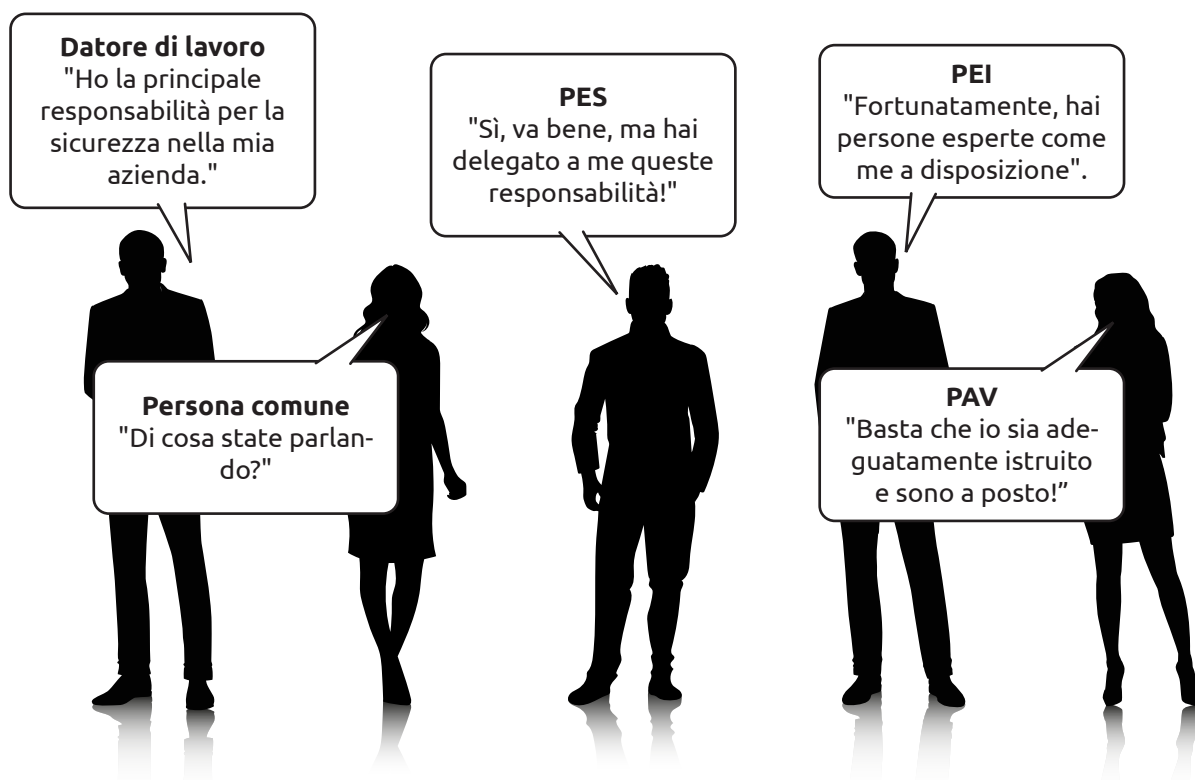 Datore di lavoro
"Ho la principale
responsabilità per la
sicurezza nella mia
azienda."
Persona comune
"Di cosa state parlan-
do?"
PES
"Sì, va bene, ma hai
delegato a me queste
responsabilità!"
PEI
"Fortunatamente, hai
persone esperte come
me a disposizione".
PAV
"Basta che io sia ade-
guatamente istruito
e sono a posto!”